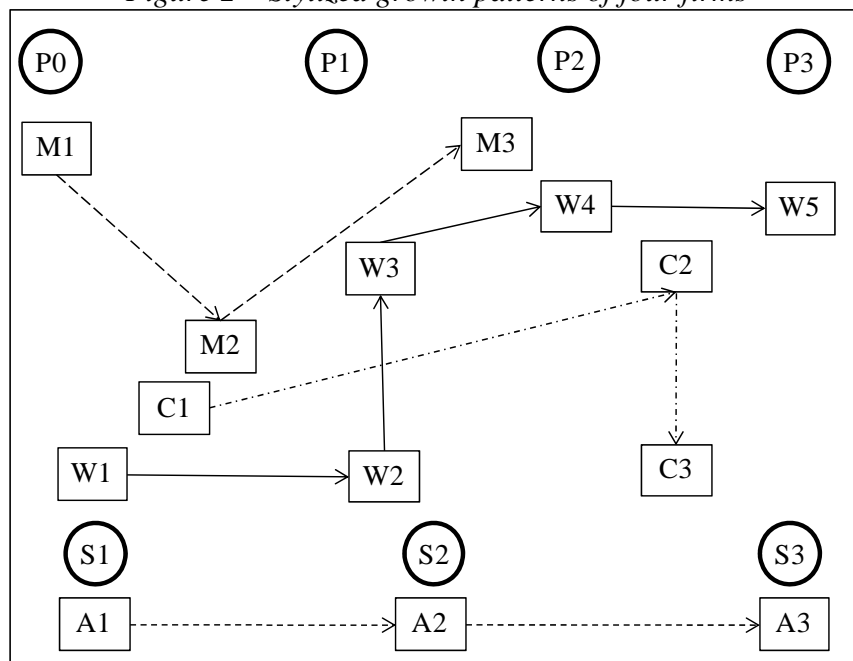 Figure 2 – Stylized growth patterns of four firms
P0 P1 P2 P3
M1 M3
W4 W5
W3 C2
M2
C1
W1 W2 C3
S1 S2 S3
A1 A2 A3